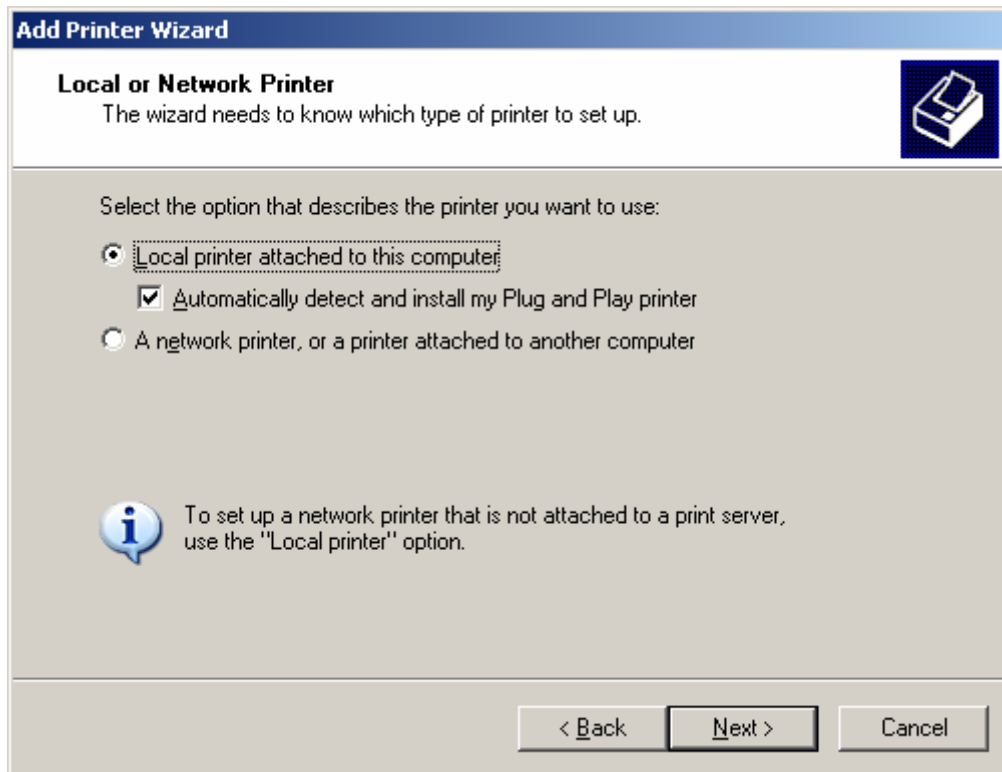 Add Printer Wizard
Local or Network Printer
The wizard needs to know which type of printer to set up.
Select the option that describes the printer you want to use:
Local printer attached to this computer
Automatically detect and install my Plug and Play printer
A network printer, or a printer attached to another computer
To set up a network printer that is not attached to a print server,
use the "Local printer" option.
< Back
Next >
Cancel